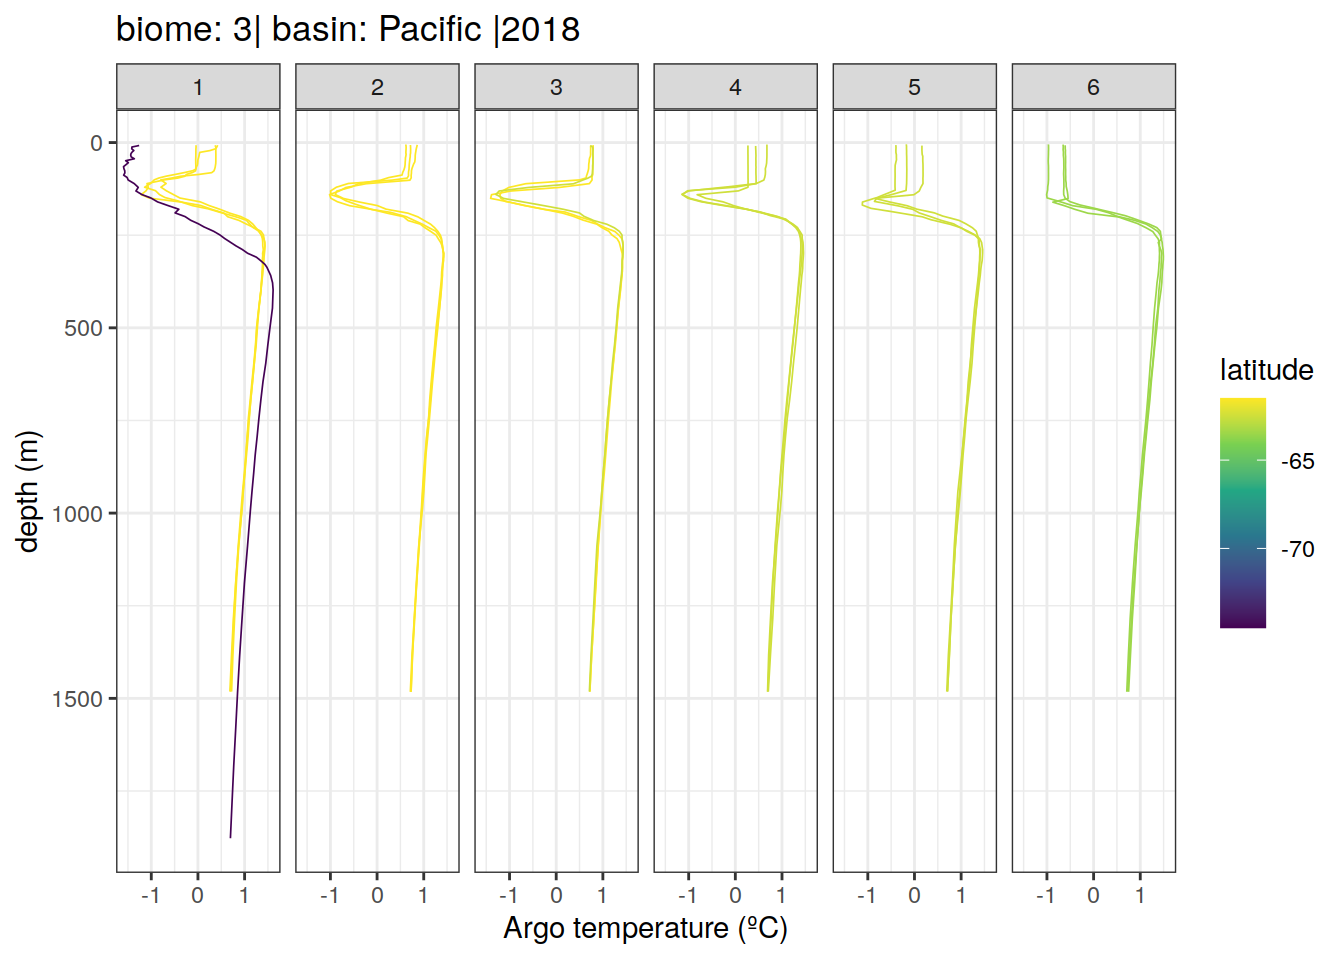 biome: 3| basin: Pacific |2018
1 2 3 4 5 6
0
500
1000
1500
depth (m)
-1 0 1 -1 0 1 -1 0 1 -1 0 1 -1 0 1 -1 0 1
Argo temperature (ºC)
latitude
-65
-70